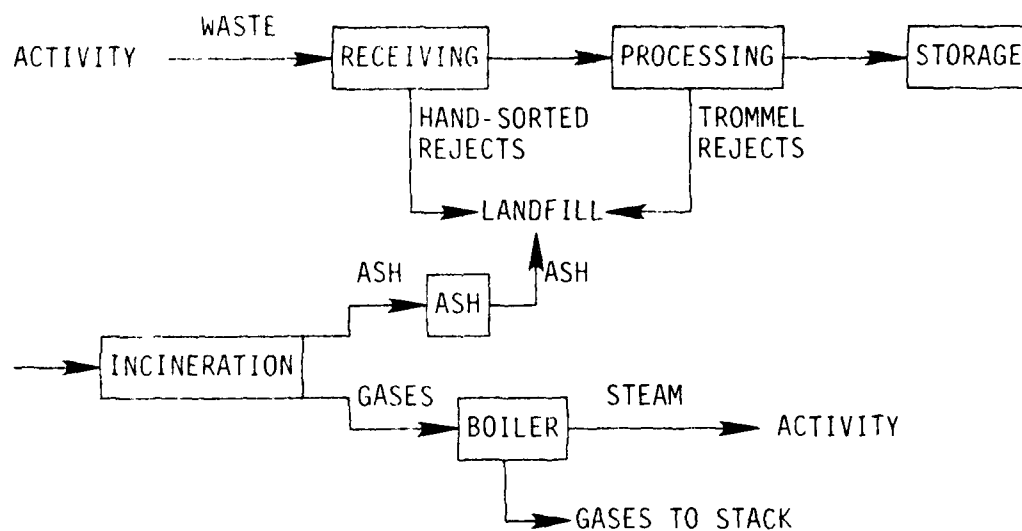 WASTE
ACTIVITY
RECEIVING
PROCESSING
STORAGE
HAND-SORTED
REJECTS
TROMMEL
REJECTS
LANDFILL
ASH
ASH
ASH
INCINERATION
GASES
STEAM
BOILER
ACTIVITY
GASES TO STACK